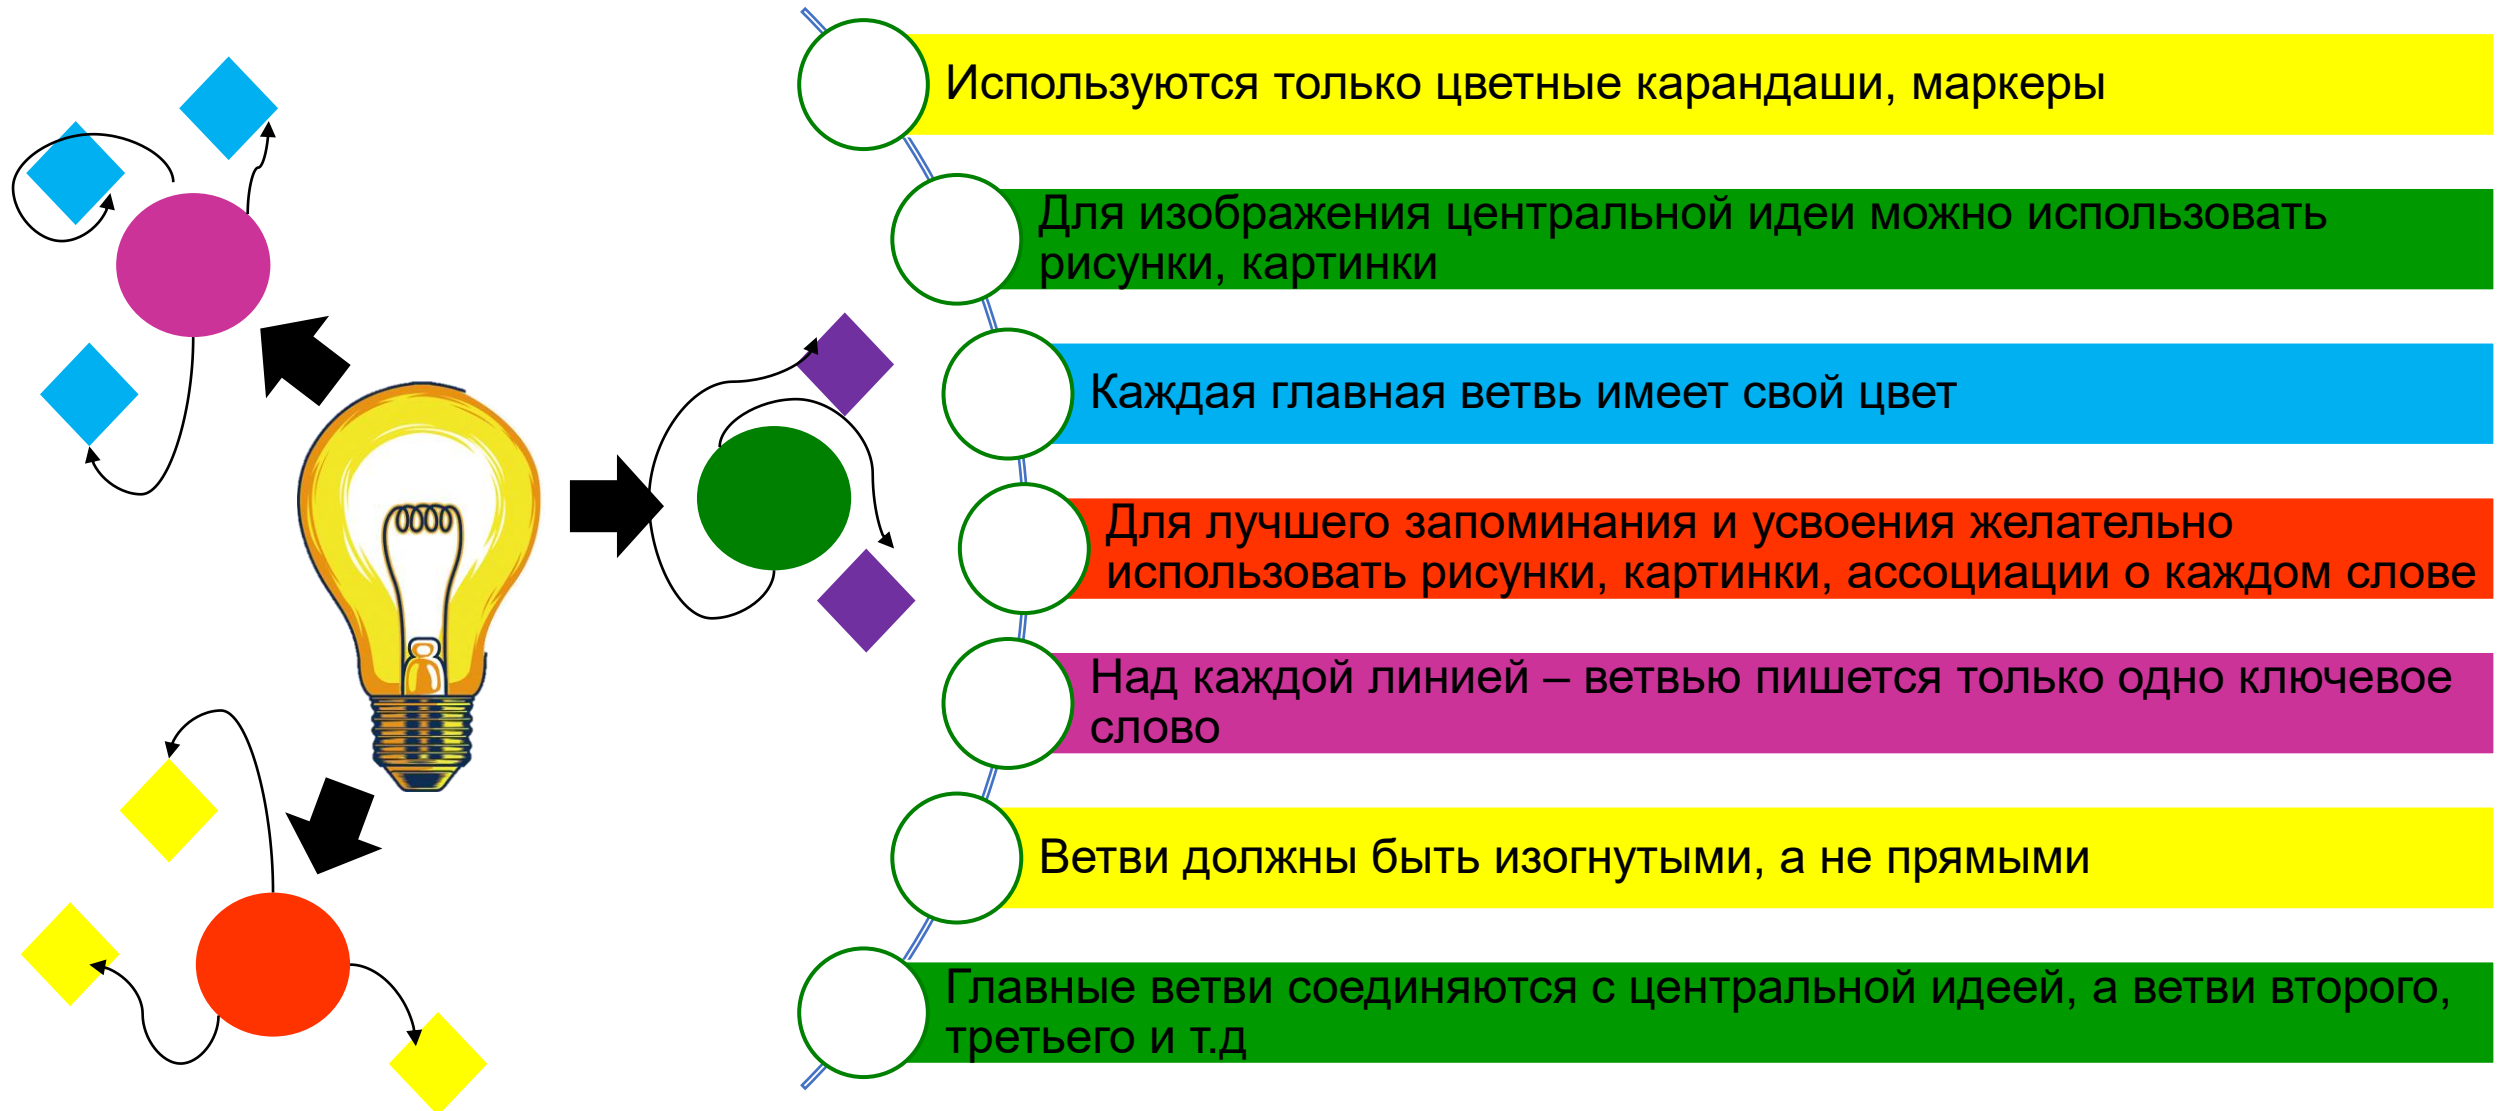 Используются только цветные карандаши, маркеры
Для изображения центральной идеи можно использовать
рисунки, картинки
Каждая главная ветвь имеет свой цвет
Для лучшего запоминания и усвоения желательно
использовать рисунки, картинки, ассоциации о каждом слове
Над каждой линией – ветвью пишется только одно ключевое
слово
Ветви должны быть изогнутыми, а не прямыми
Главные ветви соединяются с центральной идеей, а ветви второго,
третьего и т.д